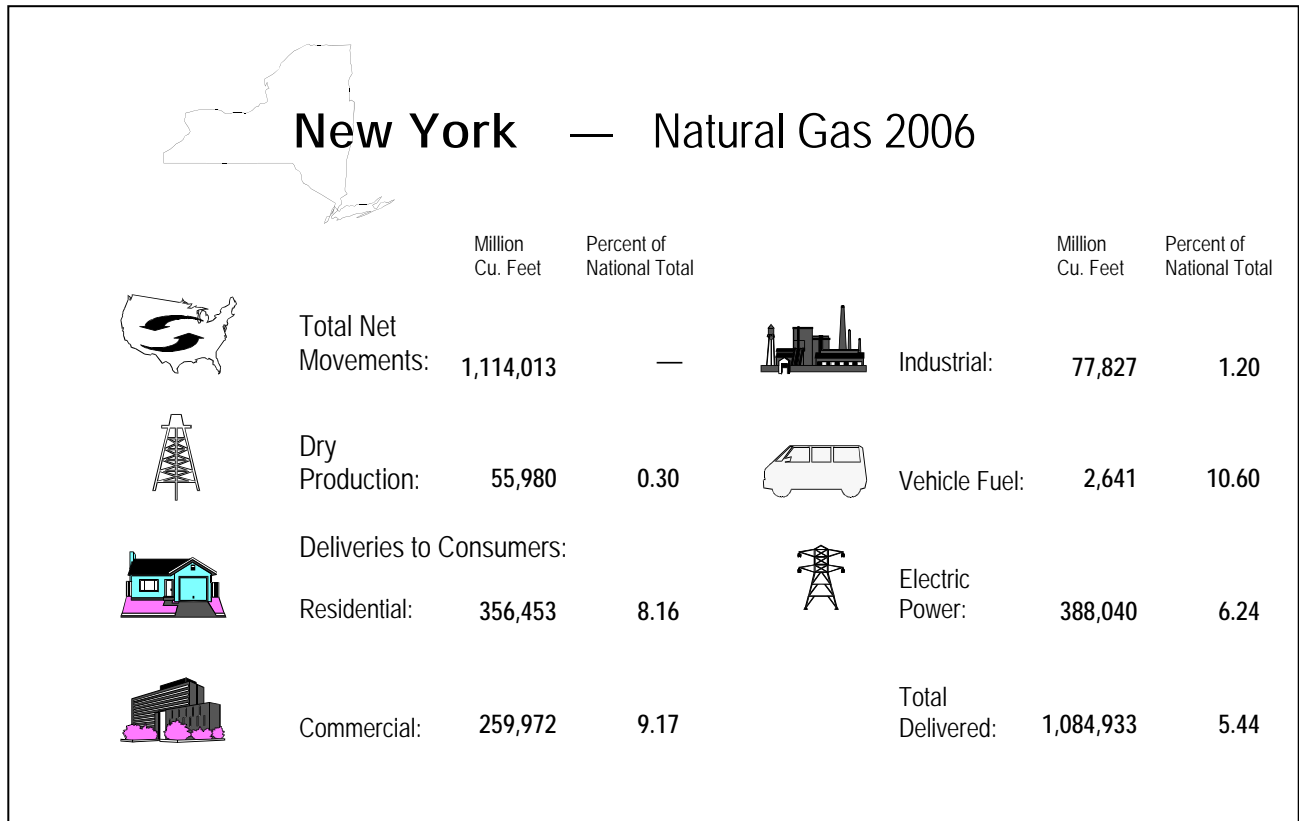 New York — Natural Gas 2006
Million
Cu. Feet
Percent of
National Total
Total Net
Movements: 1,114,013 —
Dry
Production: 55,980 0.30
Deliveries to Consumers:
Residential: 356,453 8.16
Commercial: 259,972 9.17
Million
Cu. Feet
Percent of
National Total
Industrial: 77,827 1.20
Vehicle Fuel: 2,641 10.60
Electric
Power: 388,040 6.24
Total
Delivered: 1,084,933 5.44